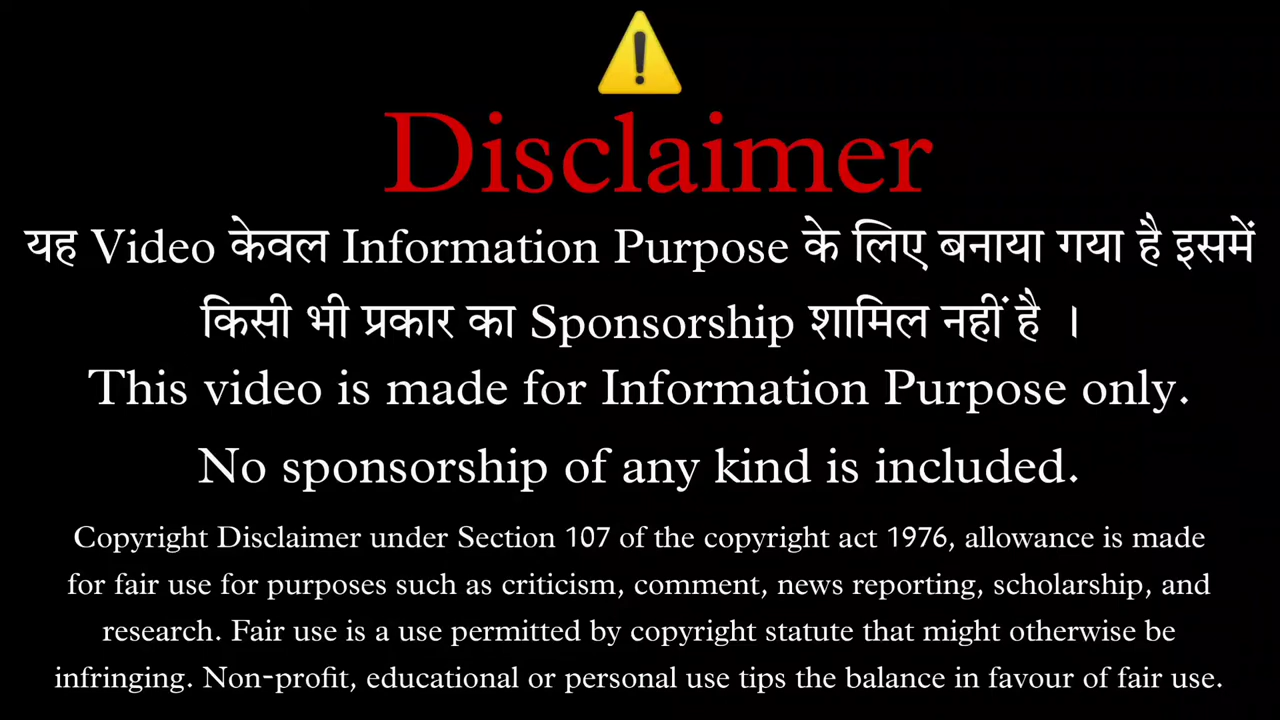 Disclaimer
यह Video केवल Information Purpose के लिए बनाया गया है इसमें
किसी भी प्रकार का Sponsorship शामिल नहीं है ।
This video is made for Information Purpose only.
No sponsorship of any kind is included.
Copyright Disclaimer under Section 107 of the copyright act 1976, allowance is made
for fair use for purposes such as criticism, comment, news reporting, scholarship, and
research. Fair use is a use permitted by copyright statute that might otherwise be
infringing. Non-profit, educational or personal use tips the balance in favour of fair use.